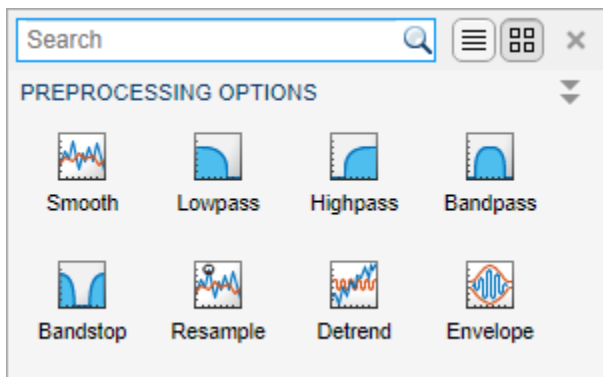 Search
PREPROCESSING OPTIONS
Smooth Lowpass Highpass Bandpass
Bandstop Resample Detrend Envelope